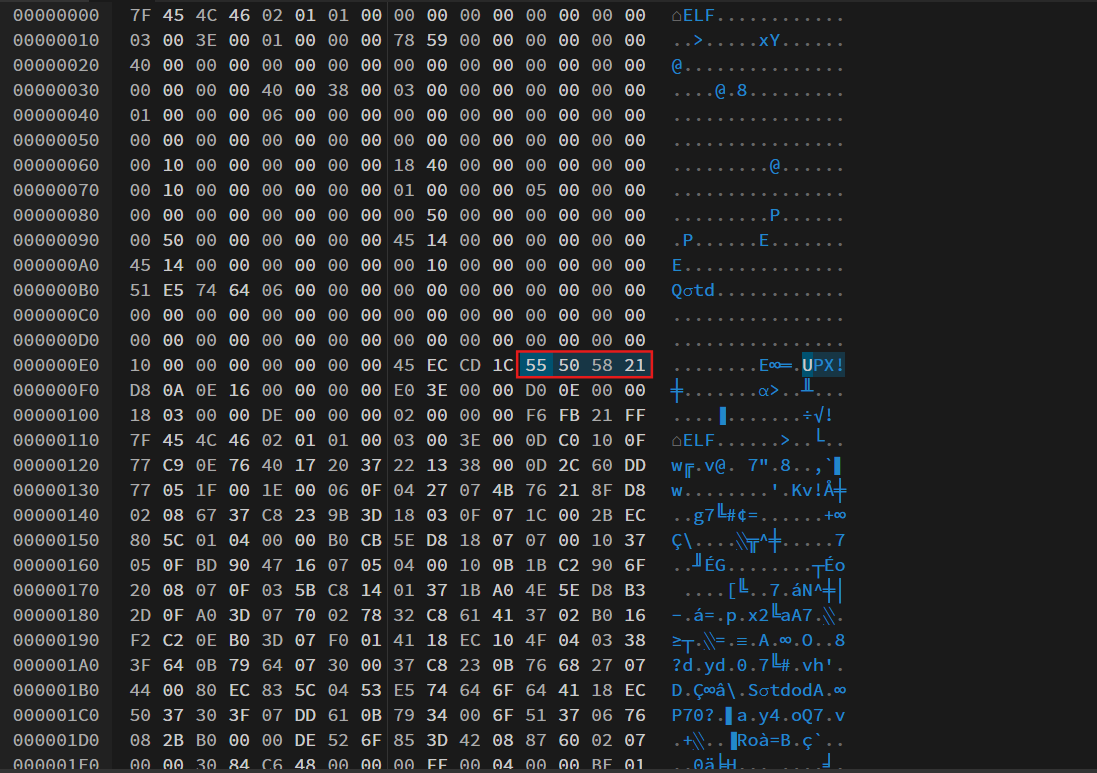 00000000 7F 45 4C 46 02 01 01 00 00 00 00 00 00 00 00 00 ⌂ELF............
00000010 03 00 3E 00 01 00 00 00 78 59 00 00 00 00 00 00 ..>.....xY......
00000020 40 00 00 00 00 00 00 00 00 00 00 00 00 00 00 00 @...............
00000030 00 00 00 00 40 00 38 00 03 00 00 00 00 00 00 00 ....@.8.........
00000040 01 00 00 00 06 00 00 00 00 00 00 00 00 00 00 00 ................
00000050 00 00 00 00 00 00 00 00 00 00 00 00 00 00 00 00 ................
00000060 00 10 00 00 00 00 00 00 18 40 00 00 00 00 00 00 .........@......
00000070 00 10 00 00 00 00 00 00 01 00 00 00 05 00 00 00 ................
00000080 00 00 00 00 00 00 00 00 00 50 00 00 00 00 00 00 .........P......
00000090 00 50 00 00 00 00 00 00 45 14 00 00 00 00 00 00 .P......E.......
000000A0 45 14 00 00 00 00 00 00 00 10 00 00 00 00 00 00 E...............
000000B0 51 E5 74 64 06 00 00 00 00 00 00 00 00 00 00 00 Qσtd............
000000C0 00 00 00 00 00 00 00 00 00 00 00 00 00 00 00 00 ................
000000D0 00 00 00 00 00 00 00 00 00 00 00 00 00 00 00 00 ................
000000E0 10 00 00 00 00 00 00 00 45 EC CD 1C 55 50 58 21 ........E∞═.UPX!
000000F0 D8 0A 0E 16 00 00 00 00 E0 3E 00 00 D0 0E 00 00 ╪.......α>..╨...
00000100 18 03 00 00 DE 00 00 00 02 00 00 00 F6 FB 21 FF ....▐.......÷√!
00000110 7F 45 4C 46 02 01 01 00 03 00 3E 00 0D C0 10 0F ⌂ELF......>..└..
00000120 77 C9 0E 76 40 17 20 37 22 13 38 00 0D 2C 60 DD w╔.v@. 7".8..,`▌
00000130 77 05 1F 00 1E 00 06 0F 04 27 07 4B 76 21 8F D8 w........'.Kv!Å╪
00000140 02 08 67 37 C8 23 9B 3D 18 03 0F 07 1C 00 2B EC ..g7╚#¢=......+∞
00000150 80 5C 01 04 00 00 B0 CB 5E D8 18 07 07 00 10 37 Ç\....░╦^╪.....7
00000160 05 0F BD 90 47 16 07 05 04 00 10 0B 1B C2 90 6F ..╜ÉG........┬Éo
00000170 20 08 07 0F 03 5B C8 14 01 37 1B A0 4E 5E D8 B3  ....[╚..7.áN^╪│
00000180 2D 0F A0 3D 07 70 02 78 32 C8 61 41 37 02 B0 16 -.á=.p.x2╚aA7.░.
00000190 F2 C2 0E B0 3D 07 F0 01 41 18 EC 10 4F 04 03 38 ≥┬.░=.≡.A.∞.O..8
000001A0 3F 64 0B 79 64 07 30 00 37 C8 23 0B 76 68 27 07 ?d.yd.0.7╚#.vh'.
000001B0 44 00 80 EC 83 5C 04 53 E5 74 64 6F 64 41 18 EC D.Ç∞â\.SσtdodA.∞
000001C0 50 37 30 3F 07 DD 61 0B 79 34 00 6F 51 37 06 76 P70?.▌a.y4.oQ7.v
000001D0 08 2B B0 00 00 DE 52 6F 85 3D 42 08 87 60 02 07 .+░..▐Roà=B.ç`..
000001E0 00 00 30 84 C6 48 00 00 00 FF 00 04 00 00 BE 01 ..0ä╞H........╛.